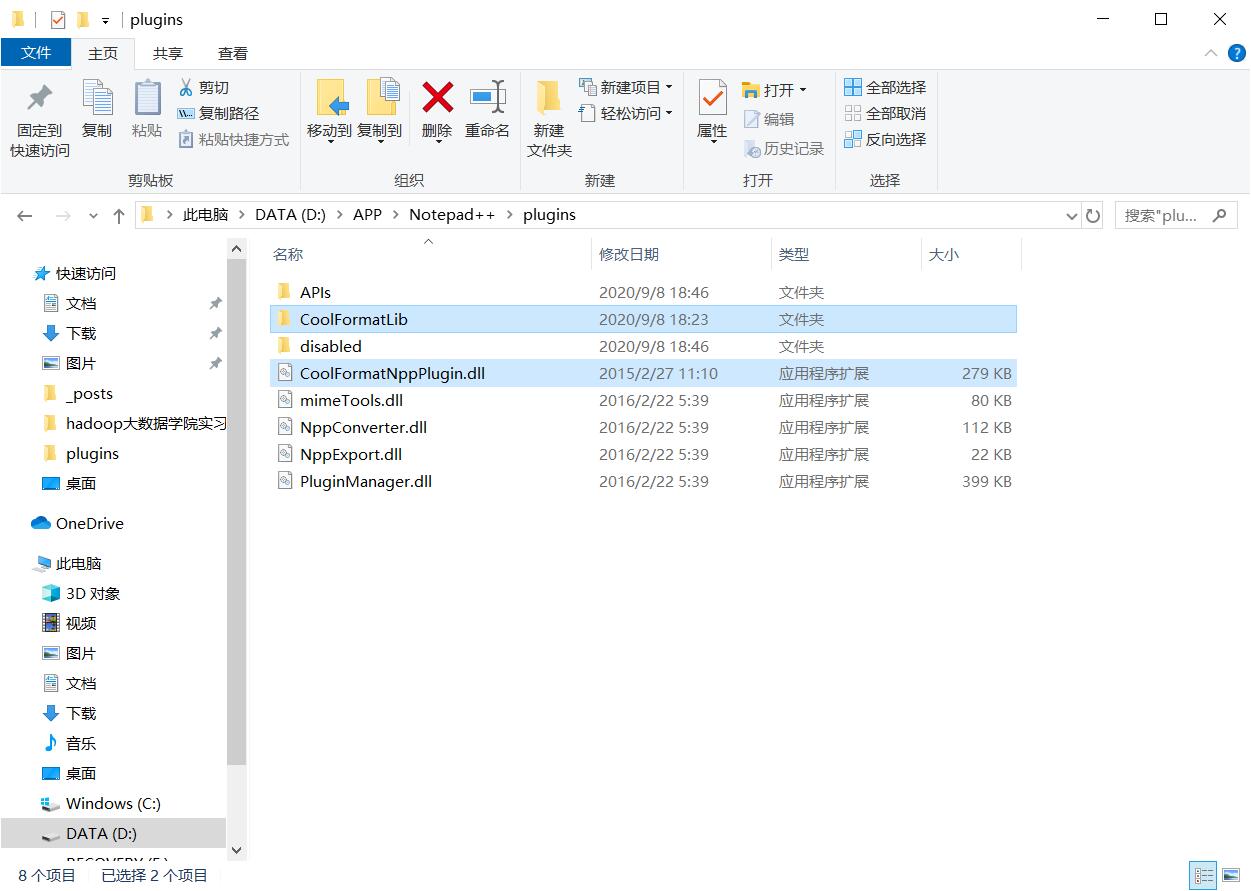 plugins
文件 主页 共享 查看
固定到
快速访问
复制
粘贴
剪切
复制路径
粘贴快捷方式
剪贴板
移动到
复制到
删除
重命名
组织
新建
文件夹
新建项目
轻松访问
新建
属性
打开
编辑
历史记录
打开
全部选择
全部取消
反向选择
选择
此电脑 > DATA (D:) > APP > Notepad++ > plugins
搜索"plu...
快速访问
文档
下载
图片
_posts
hadoop大数据学院实习
plugins
桌面
OneDrive
此电脑
3D 对象
视频
图片
文档
下载
音乐
桌面
Windows (C:)
DATA (D:)
名称 修改日期 类型 大小
APIs 2020/9/8 18:46 文件夹
CoolFormatLib 2020/9/8 18:23 文件夹
disabled 2020/9/8 18:46 文件夹
CoolFormatNppPlugin.dll 2015/2/27 11:10 应用程序扩展 279 KB
mimeTools.dll 2016/2/22 5:39 应用程序扩展 80 KB
NppConverter.dll 2016/2/22 5:39 应用程序扩展 112 KB
NppExport.dll 2016/2/22 5:39 应用程序扩展 22 KB
PluginManager.dll 2016/2/22 5:39 应用程序扩展 399 KB
8 个项目 已选择 2 个项目